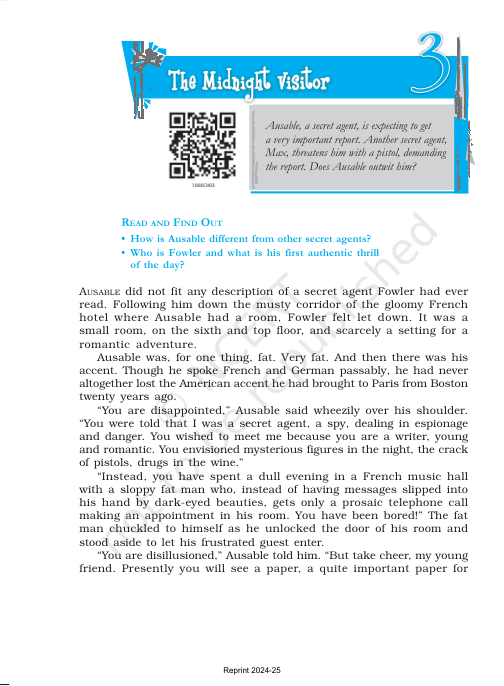 3
The Midnight Visitor
Ausable, a secret agent, is expecting to get
a very important report. Another secret agent,
Max, threatens him with a pistol, demanding
the report. Does Ausable outwit him?
1068CH03
READ AND FIND OUT
• How is Ausable different from other secret agents?
• Who is Fowler and what is his first authentic thrill
of the day?
AUSABLE did not fit any description of a secret agent Fowler had ever
read. Following him down the musty corridor of the gloomy French
hotel where Ausable had a room, Fowler felt let down. It was a
small room, on the sixth and top floor, and scarcely a setting for a
romantic adventure.
Ausable was, for one thing, fat. Very fat. And then there was his
accent. Though he spoke French and German passably, he had never
altogether lost the American accent he had brought to Paris from Boston
twenty years ago.
“You are disappointed,” Ausable said wheezily over his shoulder.
“You were told that I was a secret agent, a spy, dealing in espionage
and danger. You wished to meet me because you are a writer, young
and romantic. You envisioned mysterious figures in the night, the crack
of pistols, drugs in the wine.”
“Instead, you have spent a dull evening in a French music hall
with a sloppy fat man who, instead of having messages slipped into
his hand by dark-eyed beauties, gets only a prosaic telephone call
making an appointment in his room. You have been bored!” The fat
man chuckled to himself as he unlocked the door of his room and
stood aside to let his frustrated guest enter.
“You are disillusioned,” Ausable told him. “But take cheer, my young
friend. Presently you will see a paper, a quite important paper for
© NCERT
not to be republished
Reprint 2024-25